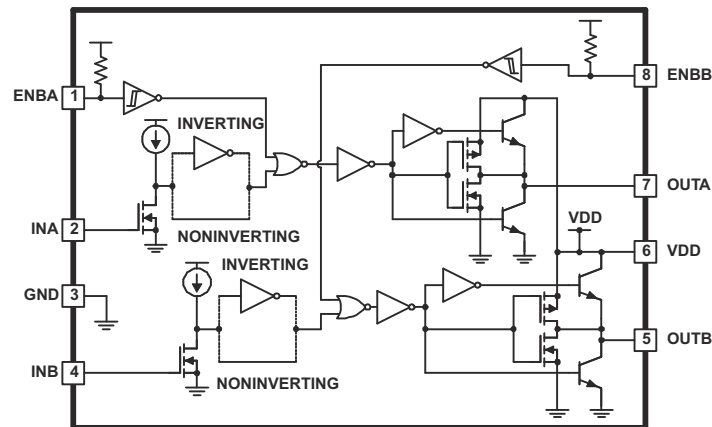 ENBA 1
8 ENBB
INVERTING
7 OUTA
INA 2
NONINVERTING
VDD
6 VDD
INVERTING
GND 3
5 OUTB
INB 4
NONINVERTING